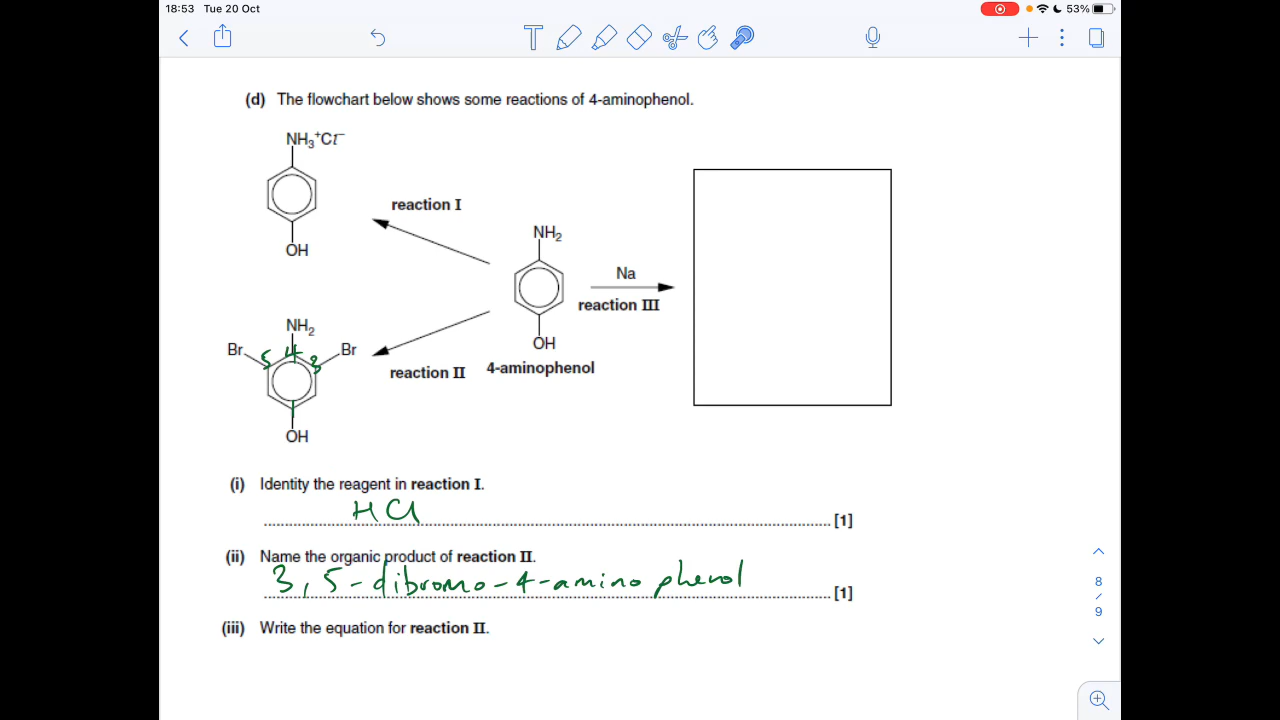 18:53 Tue 20 Oct
53%
(d) The flowchart below shows some reactions of 4-aminophenol.
NH3+Cl−
reaction I
OH
NH2
Na
reaction III
OH
4-aminophenol
NH2
Br
5 4 3
Br
reaction II
1
OH
(i) Identity the reagent in reaction I.
HCl
[1]
(ii) Name the organic product of reaction II.
3,5-dibromo-4-aminophenol
[1]
(iii) Write the equation for reaction II.
8
/
9